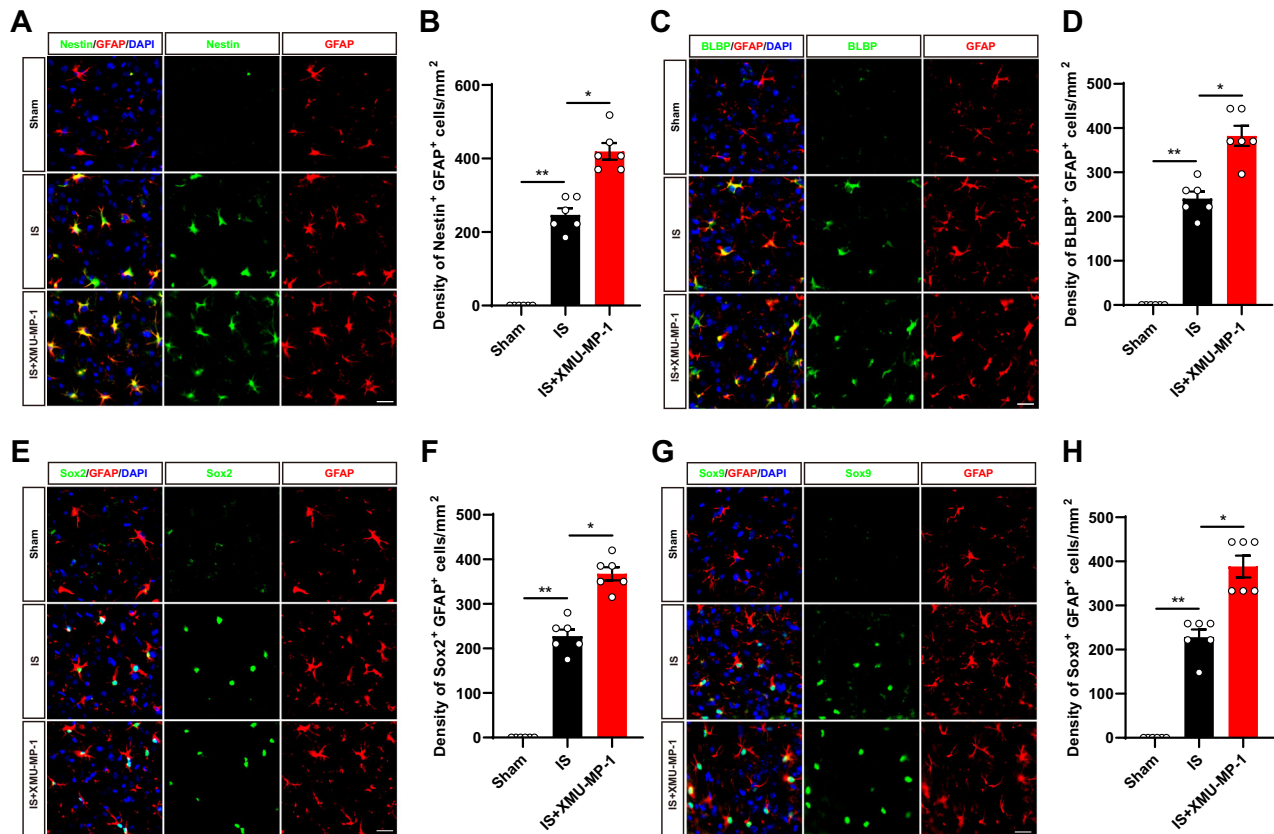 A
Nestin/GFAP/DAPI
Nestin
GFAP
Sham
IS
IS+XMU-MP-1
B
Density of Nestin+ GFAP+ cells/mm2
600
400
200
0
**
*
Sham
IS
IS+XMU-MP-1
C
BLBP/GFAP/DAPI
BLBP
GFAP
Sham
IS
IS+XMU-MP-1
D
Density of BLBP+ GFAP+ cells/mm2
500
400
300
200
100
0
**
*
Sham
IS
IS+XMU-MP-1
E
Sox2/GFAP/DAPI
Sox2
GFAP
Sham
IS
IS+XMU-MP-1
F
Density of Sox2+ GFAP+ cells/mm2
500
400
300
200
100
0
**
*
Sham
IS
IS+XMU-MP-1
G
Sox9/GFAP/DAPI
Sox9
GFAP
Sham
IS
IS+XMU-MP-1
H
Density of Sox9+ GFAP+ cells/mm2
500
400
300
200
100
0
**
*
Sham
IS
IS+XMU-MP-1